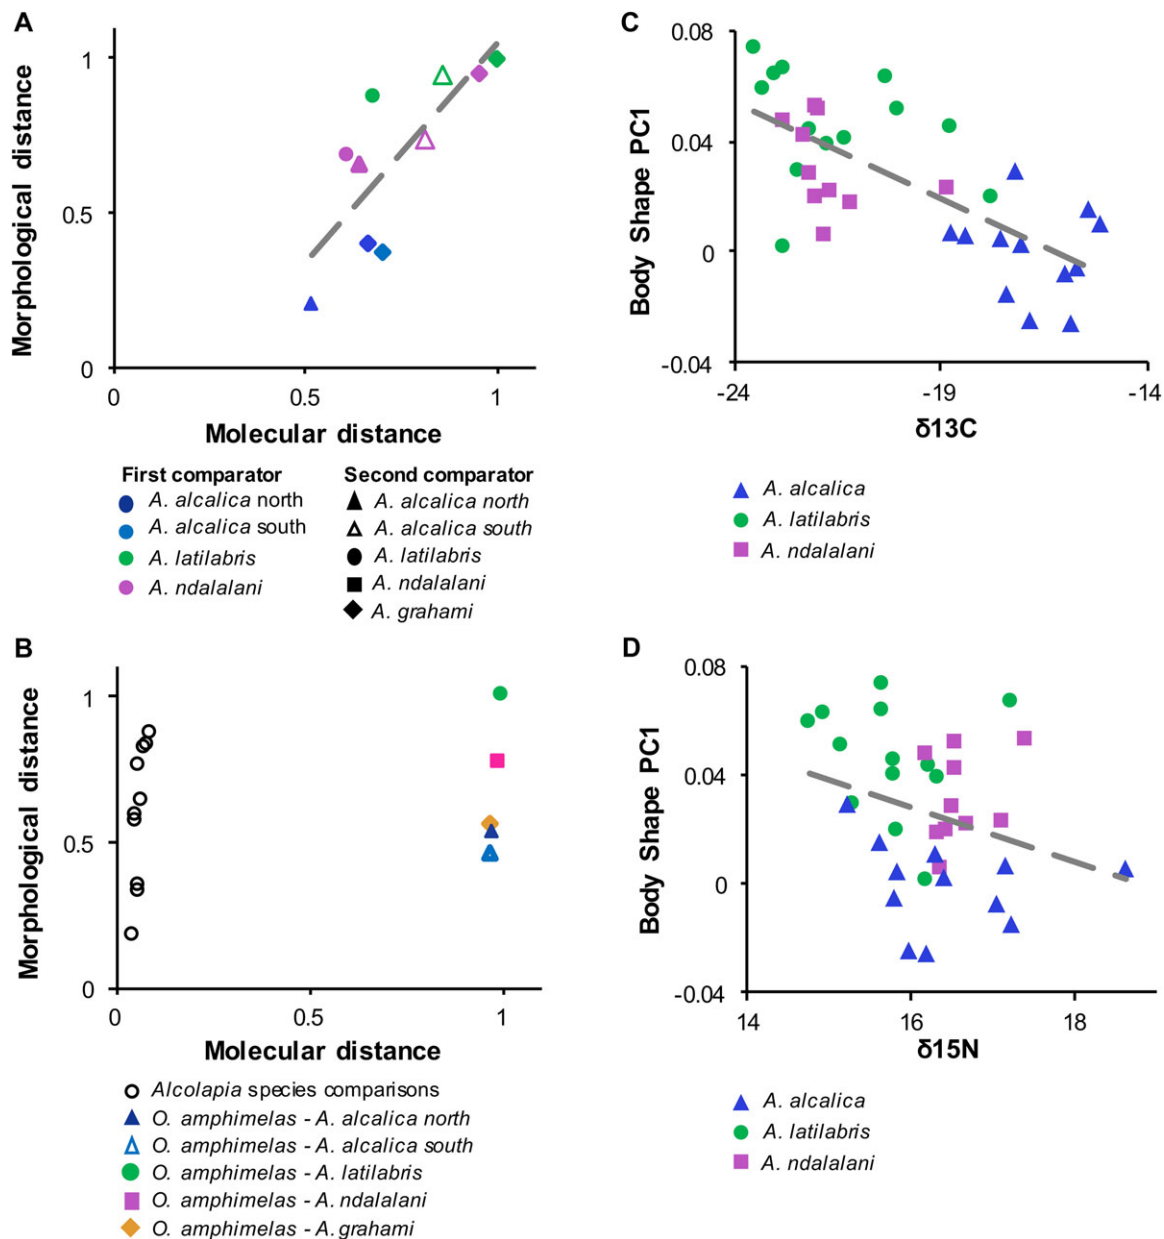 A
Morphological distance
1
0.5
0
0
0.5
1
Molecular distance
First comparator
A. alcalica north
A. alcalica south
A. latilabris
A. ndalalani
Second comparator
A. alcalica north
A. alcalica south
A. latilabris
A. ndalalani
A. grahami
B
Morphological distance
1
0.5
0
0
0.5
1
Molecular distance
Alcolapia species comparisons
O. amphimelas - A. alcalica north
O. amphimelas - A. alcalica south
O. amphimelas - A. latilabris
O. amphimelas - A. ndalalani
O. amphimelas - A. grahami
C
Body Shape PC1
0.08
0.04
0
-0.04
-24
-19
-14
δ13C
A. alcalica
A. latilabris
A. ndalalani
D
Body Shape PC1
0.08
0.04
0
-0.04
14
16
18
δ15N
A. alcalica
A. latilabris
A. ndalalani